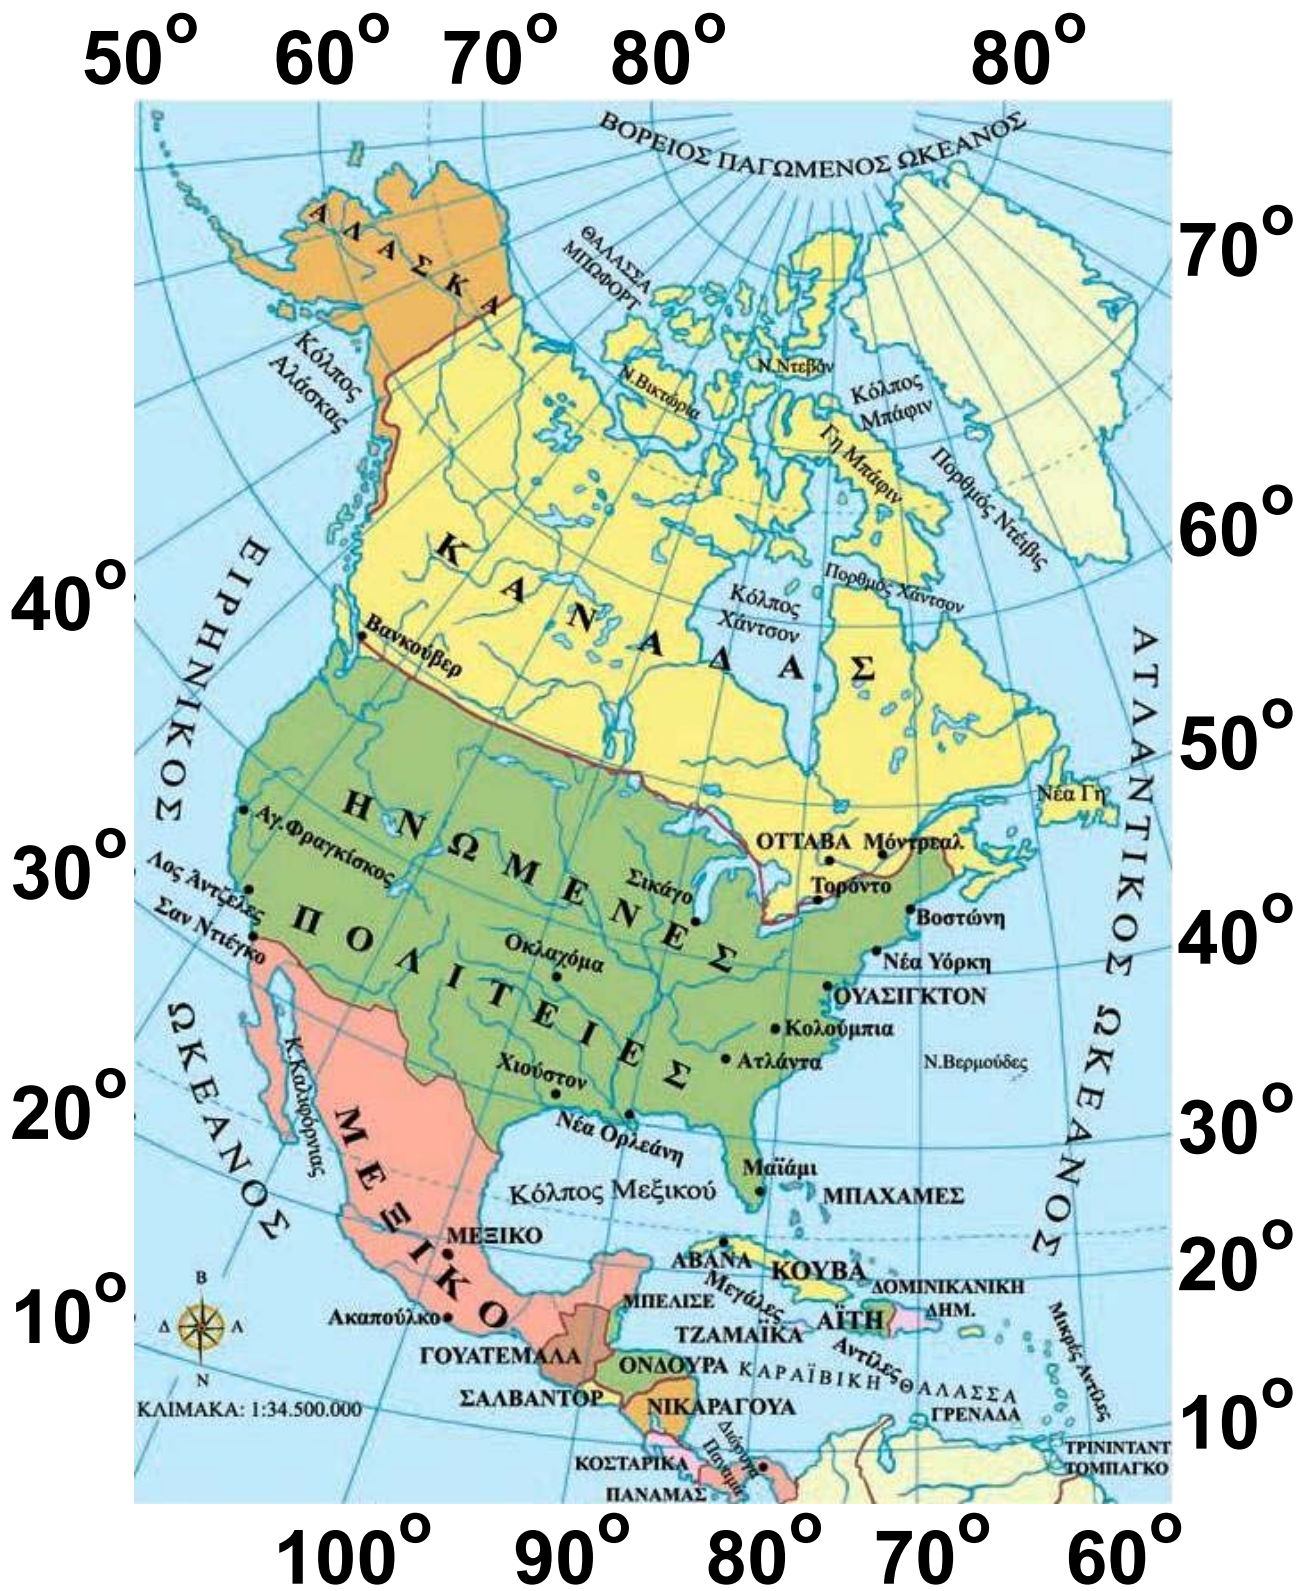 50°
60°
70°
80°
80°
ΒΟΡΕΙΟΣ ΠΑΓΩΜΕΝΟΣ ΩΚΕΑΝΟΣ
70°
ΑΛΑΣΚΑ
ΘΑΛΑΣΣΑ
ΜΠΩΦΟΡΤ
Κόλπος
Αλάσκας
Ν.Βικτώρια
Ν.Ντεβόν
Κόλπος
Μπάφιν
Γη Μπάφιν
Πορθμός Ντέιβις
60°
ΚΑΝΑΔΑΣ
Κόλπος
Χάντσον
Πορθμός Χάντσον
40°
ΕΙΡΗΝΙΚΟΣ
ΩΚΕΑΝΟΣ
Βανκούβερ
ΑΤΛΑΝΤΙΚΟΣ ΩΚΕΑΝΟΣ
50°
Νέα Γη
ΗΝΩΜΕΝΕΣ
ΠΟΛΙΤΕΙΕΣ
ΟΤΤΑΒΑ
Μόντρεαλ
Τορόντο
Σικάγο
Αγ.Φραγκίσκος
30°
Λος Άντζελες
Σαν Ντιέγκο
Οκλαχόμα
Βοστώνη
40°
Νέα Υόρκη
ΟΥΑΣΙΓΚΤΟΝ
Κολούμπια
Ατλάντα
Ν.Βερμούδες
Χιούστον
Νέα Ορλεάνη
Κ.Καλιφόρνιας
20°
30°
ΜΕΞΙΚΟ
Μαϊάμι
Κόλπος Μεξικού
ΜΠΑΧΑΜΕΣ
ΜΕΞΙΚΟ
ΑΒΑΝΑ
ΚΟΥΒΑ
20°
Μεγάλες
Αντίλες
ΔΟΜΙΝΙΚΑΝΙΚΗ
ΔΗΜ.
ΑΪΤΗ
ΤΖΑΜΑΪΚΑ
ΜΠΕΛΙΣΕ
Μικρές Αντίλες
10°
Β
Δ
Α
Ν
Ακαπούλκο
ΓΟΥΑΤΕΜΑΛΑ
ΟΝΔΟΥΡΑ
ΚΑΡΑΪΒΙΚΗ ΘΑΛΑΣΣΑ
ΣΑΛΒΑΝΤΟΡ
ΝΙΚΑΡΑΓΟΥΑ
ΓΡΕΝΑΔΑ
10°
ΚΛΙΜΑΚΑ: 1:34.500.000
Διώρυγα
Παναμά
ΚΟΣΤΑΡΙΚΑ
ΠΑΝΑΜΑΣ
ΤΡΙΝΙΝΤΑΝΤ
ΤΟΜΠΑΓΚΟ
100°
90°
80°
70°
60°